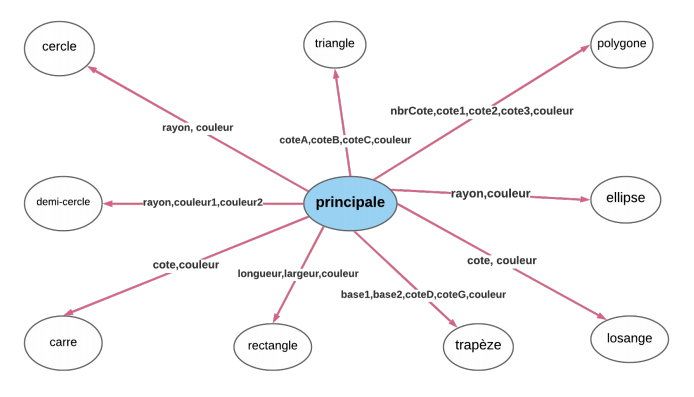 cercle
triangle
polygone
nbrCote,cote1,cote2,cote3,couleur
rayon, couleur
coteA,coteB,coteC,couleur
demi-cercle
rayon,couleur1,couleur2
principale
rayon,couleur
ellipse
cote,couleur
longueur,largeur,couleur
cote, couleur
base1,base2,coteD,coteG,couleur
carre
rectangle
trapèze
losange